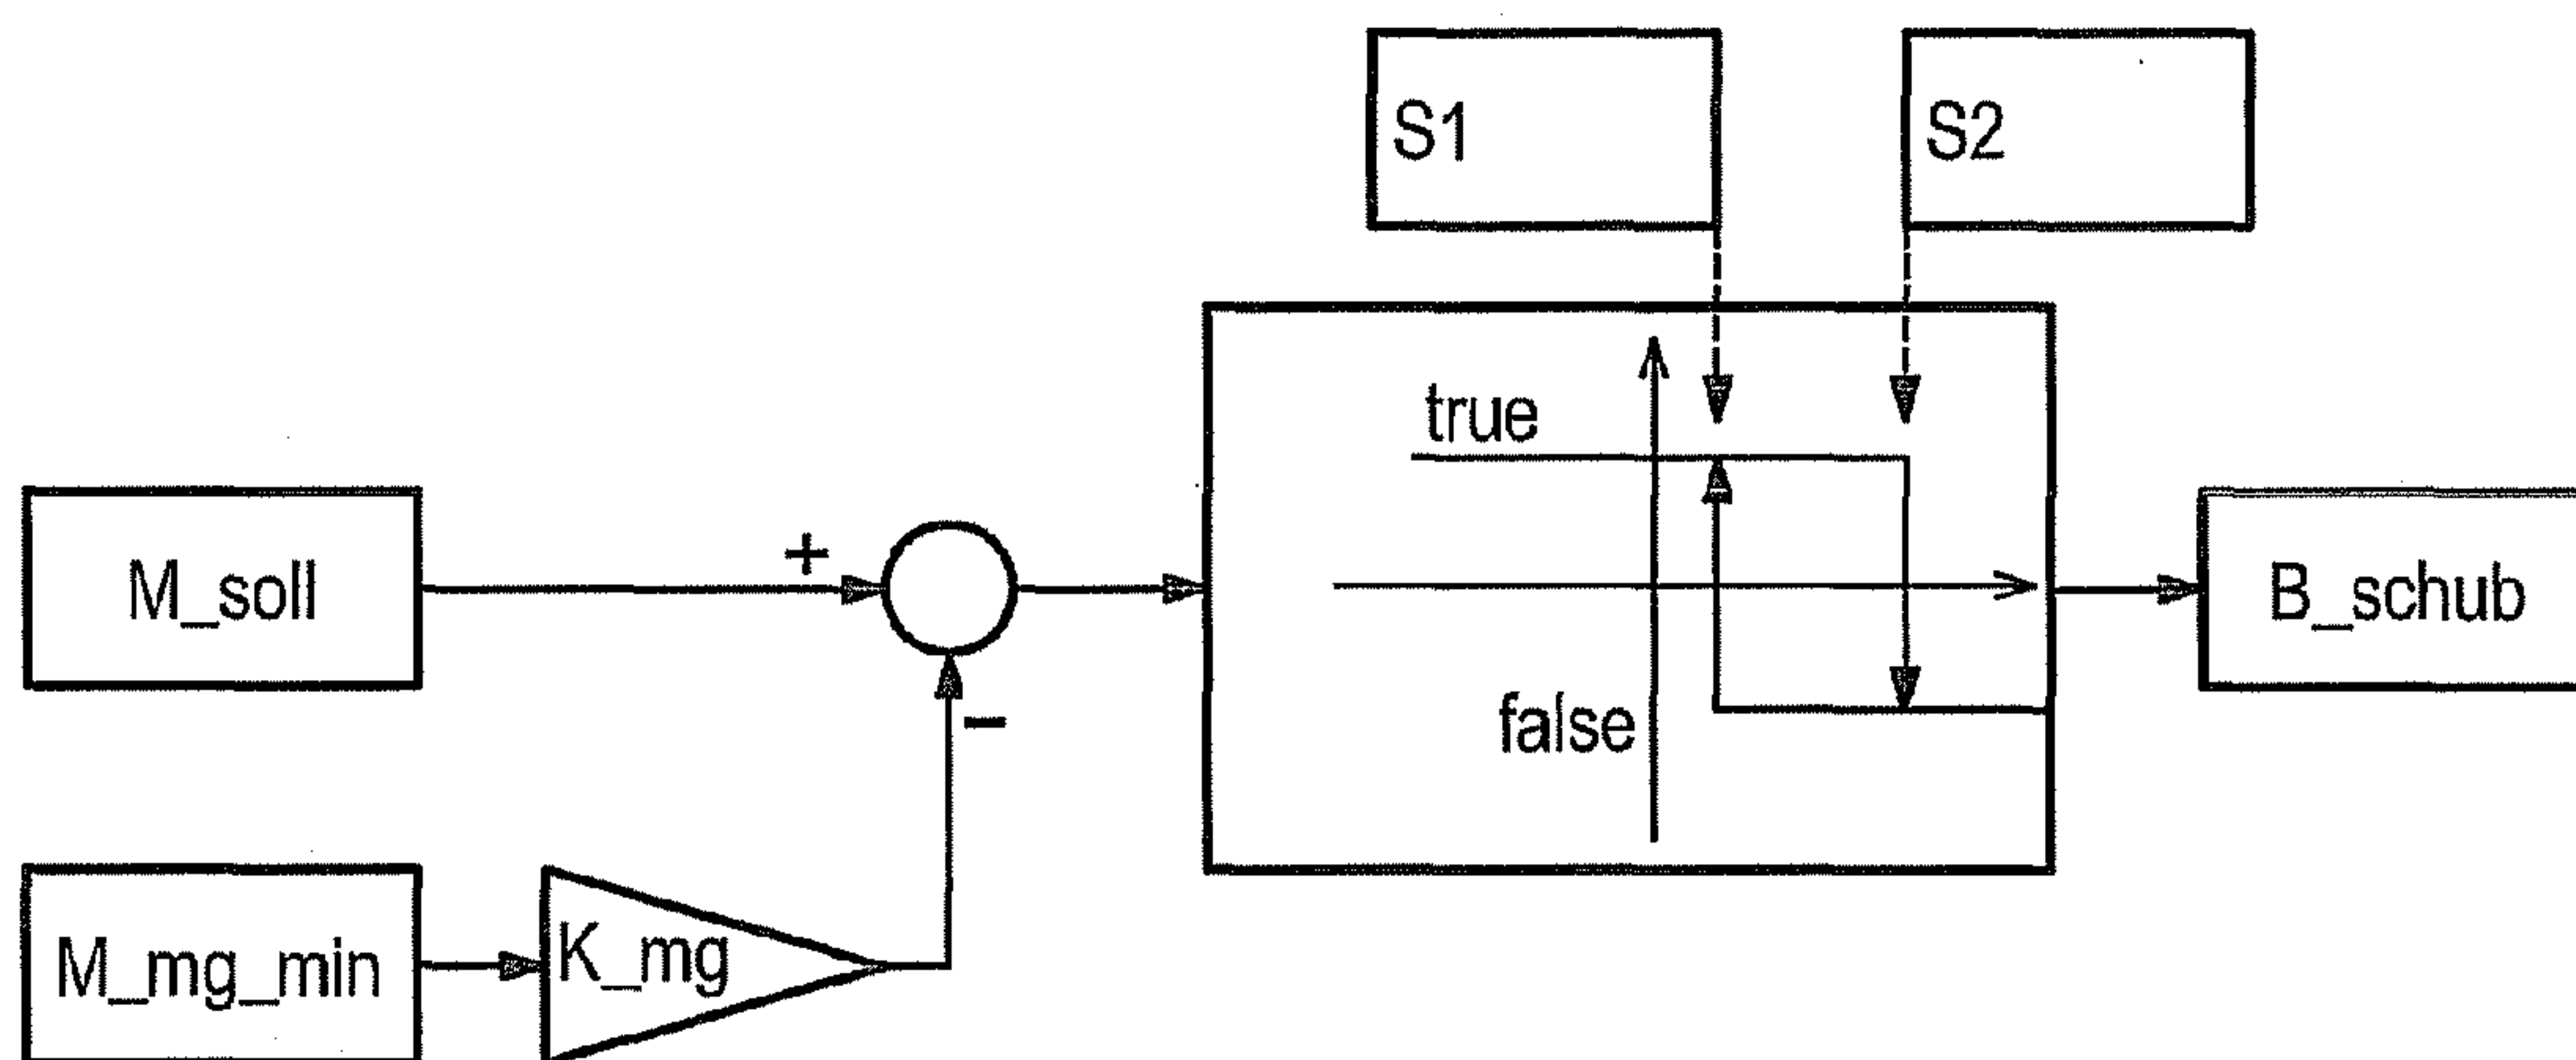 S1
S2
true
+
M_soll
B_schub
false
−
M_mg_min
K_mg